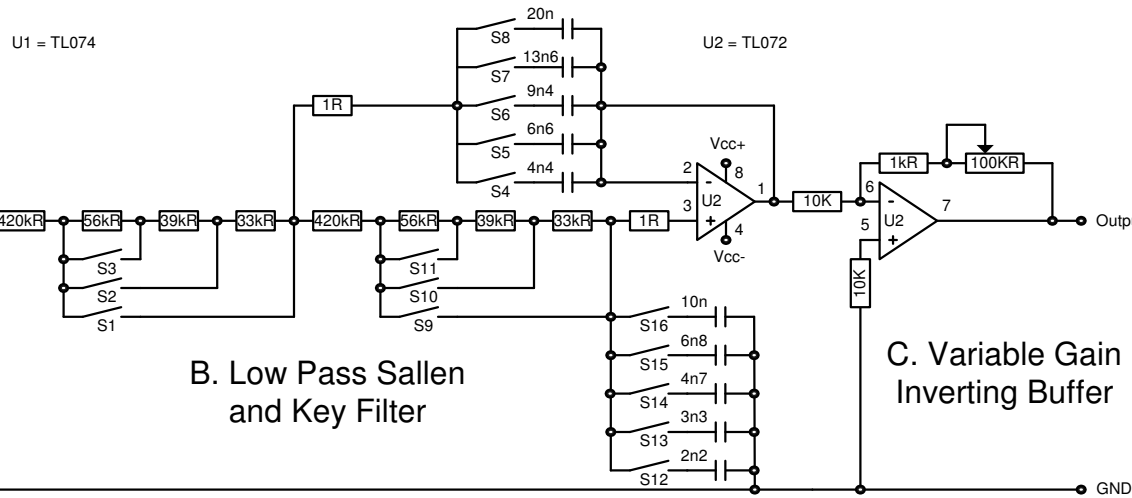 U1 = TL074
U2 = TL072
20n
S8
13n6
S7
9n4
S6
6n6
S5
4n4
S4
1R
Vcc+
8
2
-
U2
1
3
+
4
Vcc-
10K
1kR
100KR
6
-
U2
7
5
+
10K
Outp
420kR
56kR
39kR
33kR
420kR
56kR
39kR
33kR
1R
S3
S2
S1
S11
S10
S9
10n
S16
6n8
S15
4n7
S14
3n3
S13
2n2
S12
B. Low Pass Sallen
and Key Filter
C. Variable Gain
Inverting Buffer
GND